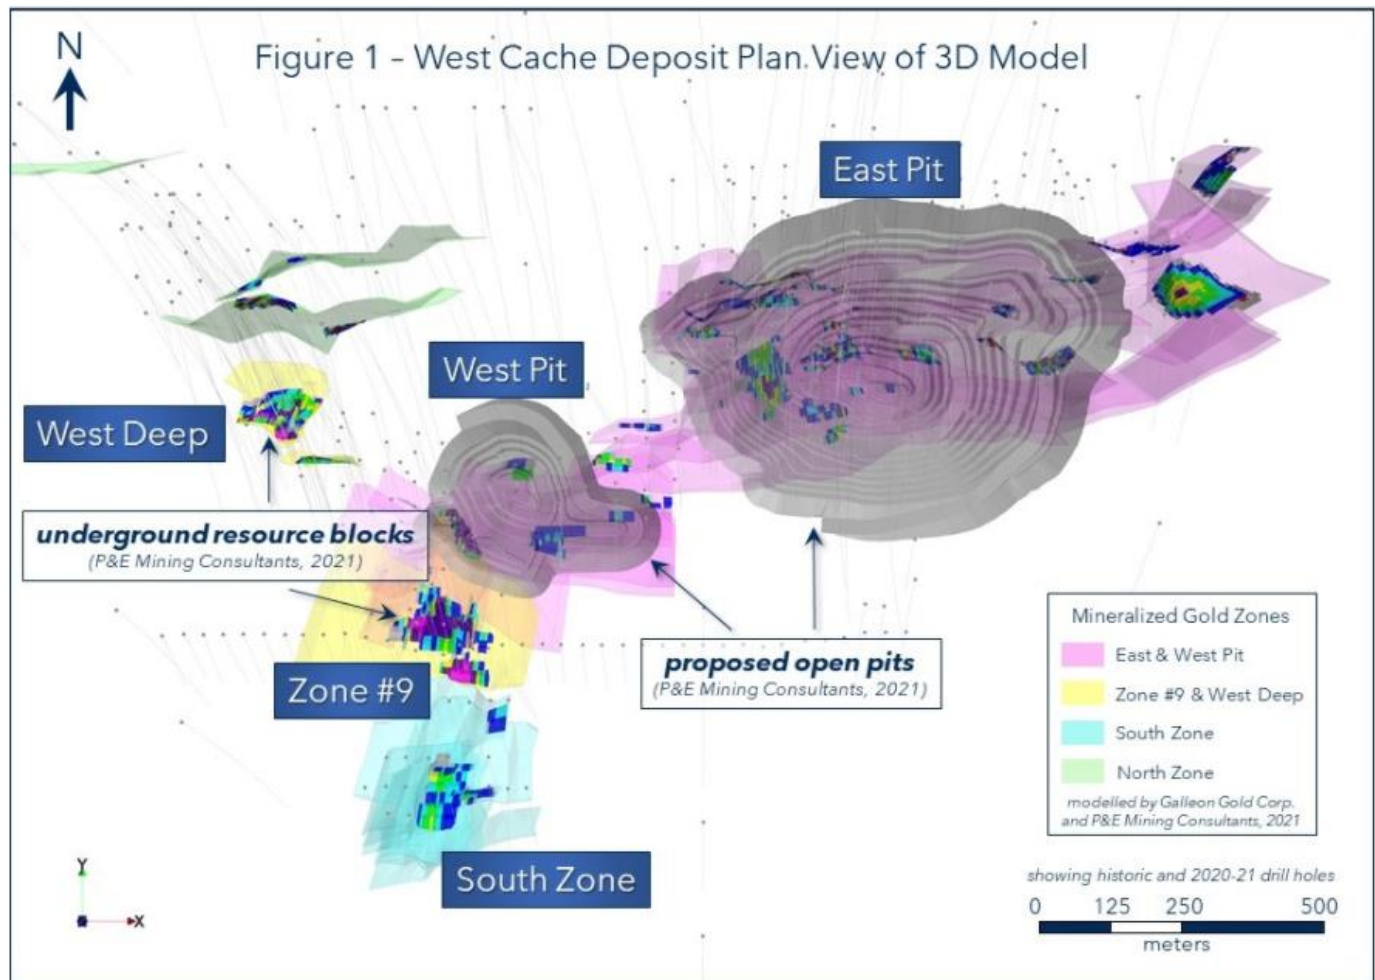 N
Figure 1 – West Cache Deposit Plan View of 3D Model
East Pit
West Pit
West Deep
underground resource blocks
(P&E Mining Consultants, 2021)
proposed open pits
(P&E Mining Consultants, 2021)
Zone #9
South Zone
Mineralized Gold Zones
East & West Pit
Zone #9 & West Deep
South Zone
North Zone
modelled by Galleon Gold Corp.
and P&E Mining Consultants, 2021
showing historic and 2020-21 drill holes
0 125 250 500
meters
Y
X